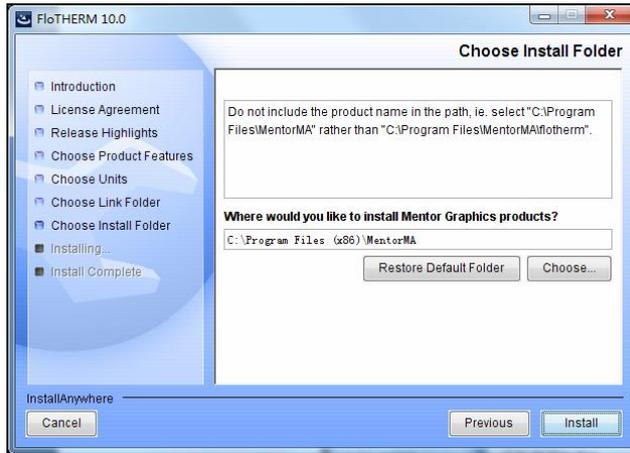 FloTHERM 10.0
Choose Install Folder
Introduction
License Agreement
Release Highlights
Choose Product Features
Choose Units
Choose Link Folder
Choose Install Folder
Installing...
Install Complete
Do not include the product name in the path, ie. select "C:\Program
Files\MentorMA" rather than "C:\Program Files\MentorMA\flotherm".
Where would you like to install Mentor Graphics products?
C:\Program Files (x86)\MentorMA
Restore Default Folder
Choose...
InstallAnywhere
Cancel
Previous
Install